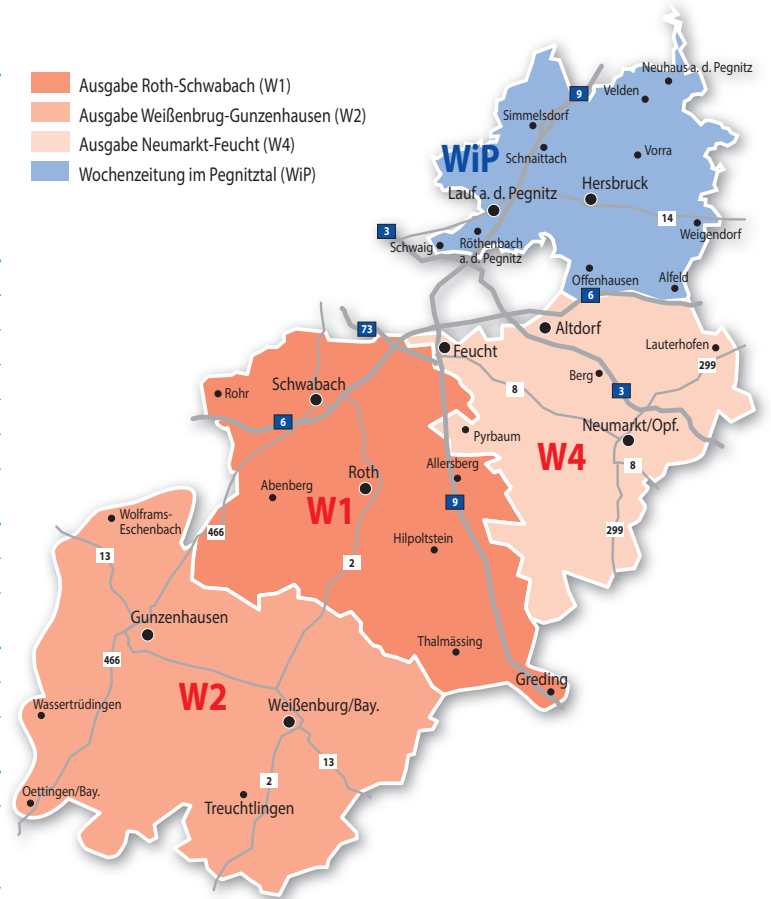 Ausgabe Roth-Schwabach (W1)
Ausgabe Weißenbrug-Gunzenhausen (W2)
Ausgabe Neumarkt-Feucht (W4)
Wochenzeitung im Pegnitztal (WiP)
Neuhaus a. d. Pegnitz
9
Velden
Simmelsdorf
WiP
Schnaittach
Vorra
Lauf a. d. Pegnitz
Hersbruck
14
3
Schwaig
Röthenbach
a. d. Pegnitz
Weigendorf
Offenhausen
Alfeld
6
73
Altdorf
Feucht
Lauterhofen
299
Berg
8
3
Rohr
Schwabach
6
Neumarkt/Opf.
Pyrbaum
W4
8
Roth
Allersberg
Abenberg
W1
9
Wolframs-
Eschenbach
466
299
13
Hilpoltstein
2
Gunzenhausen
Thalmässing
466
Greding
W2
Wassertrüdingen
Weißenburg/Bay.
13
2
Oettingen/Bay.
Treuchtlingen